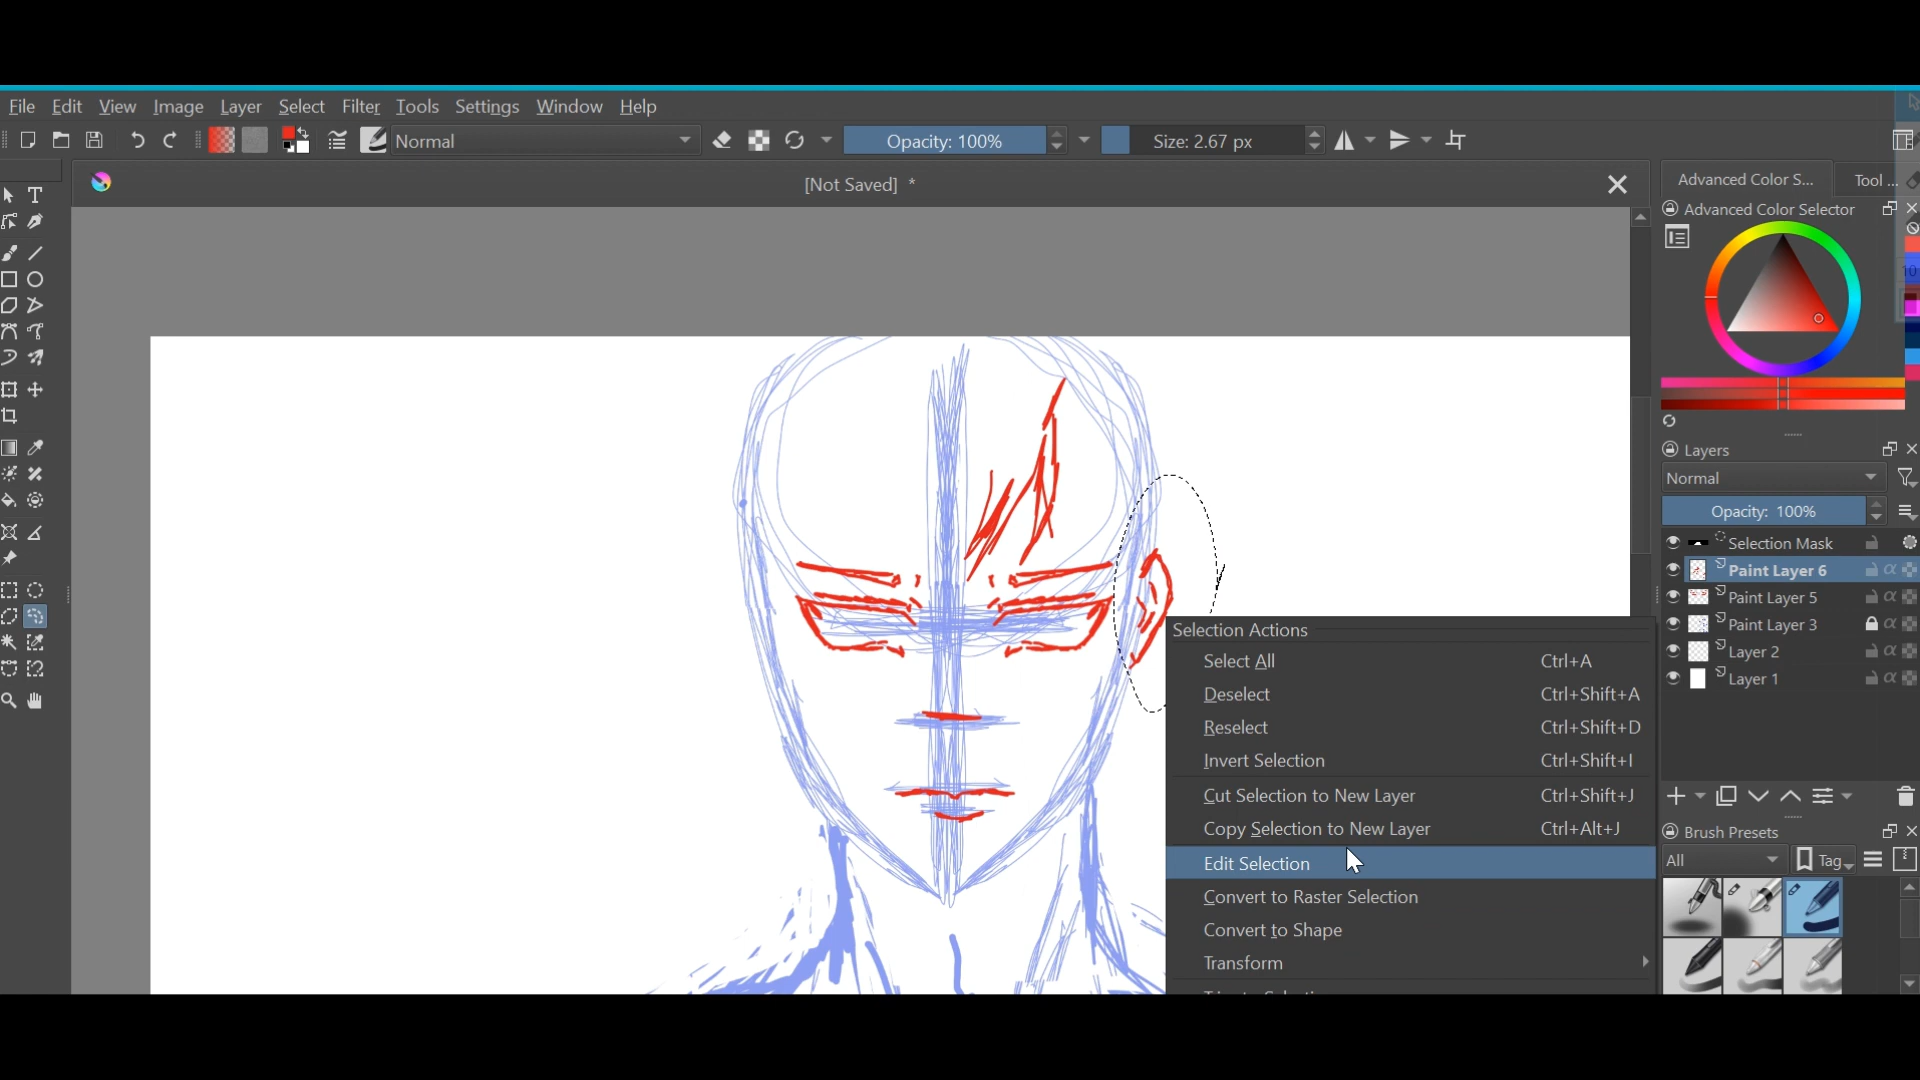 File Edit View Image Layer Select Filter Tools Settings Window Help
Normal Opacity: 100% Size: 2.67 px
[Not Saved] *
Advanced Color S... Tool ...
Advanced Color Selector
10
Layers
Normal
Opacity: 100%
Selection Mask
Paint Layer 6
Paint Layer 5
Paint Layer 3
Layer 2
Layer 1
Selection Actions
Select All Ctrl+A
Deselect Ctrl+Shift+A
Reselect Ctrl+Shift+D
Invert Selection Ctrl+Shift+I
Cut Selection to New Layer Ctrl+Shift+J
Copy Selection to New Layer Ctrl+Alt+J
Edit Selection
Convert to Raster Selection
Convert to Shape
Transform
Brush Presets
All Tag